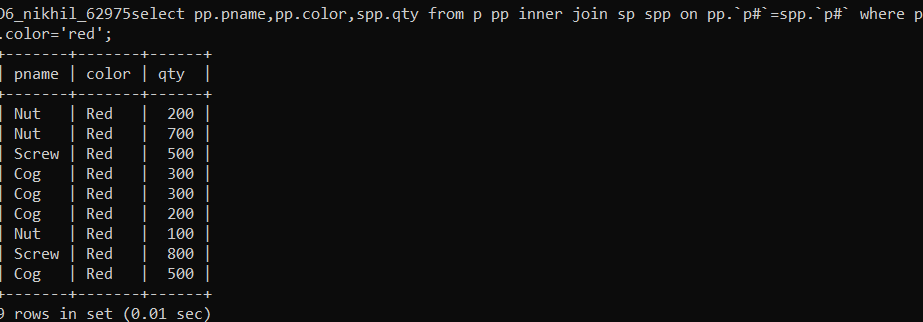 D6_nikhil_62975select pp.pname,pp.color,spp.qty from p pp inner join sp spp on pp.`p#`=spp.`p#` where p
.color='red';
+-------+-------+------+
| pname | color | qty  |
+-------+-------+------+
| Nut   | Red   |  200 |
| Nut   | Red   |  700 |
| Screw | Red   |  500 |
| Cog   | Red   |  300 |
| Cog   | Red   |  300 |
| Cog   | Red   |  200 |
| Nut   | Red   |  100 |
| Screw | Red   |  800 |
| Cog   | Red   |  500 |
+-------+-------+------+
9 rows in set (0.01 sec)